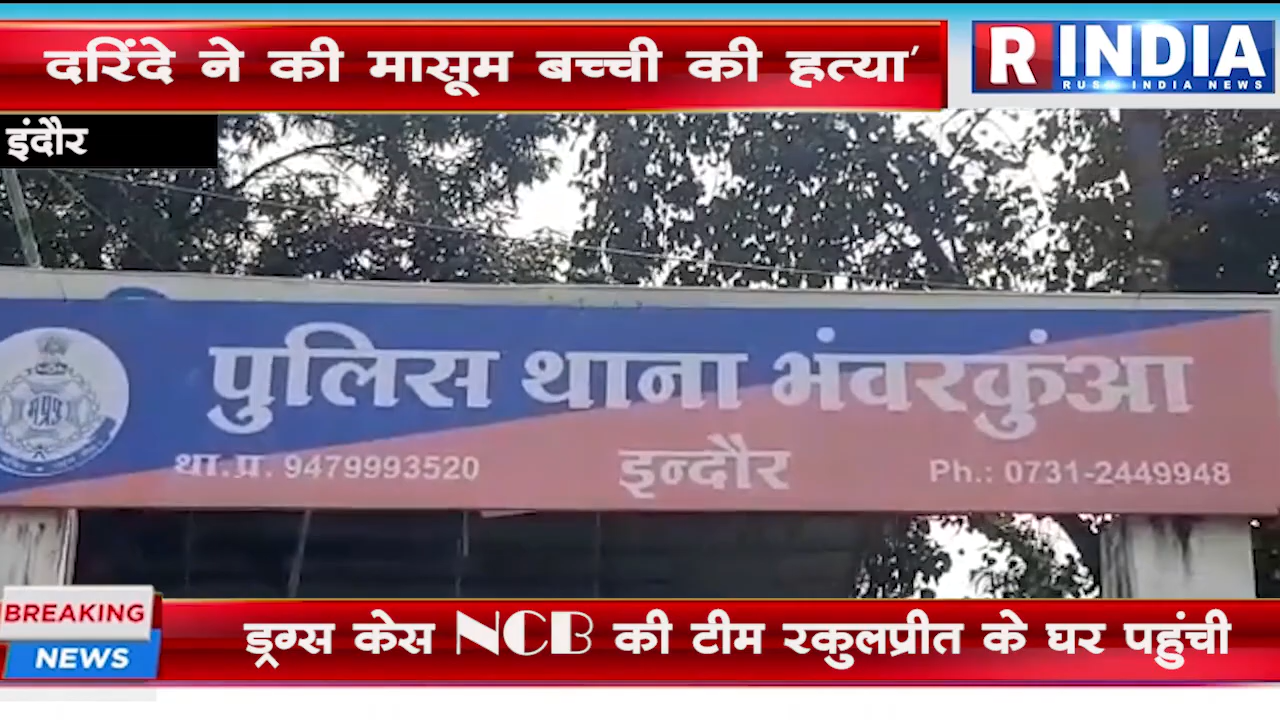 दरिंदे ने की मासूम बच्ची की हत्या'
R INDIA
RUSH INDIA NEWS
इंदौर
पुलिस थाना भंवरकुंआ
था.प्र. 9479993520
इन्दौर
Ph.: 0731-2449948
BREAKING
NEWS
ड्रग्स केस NCB की टीम रकुलप्रीत के घर पहुंची